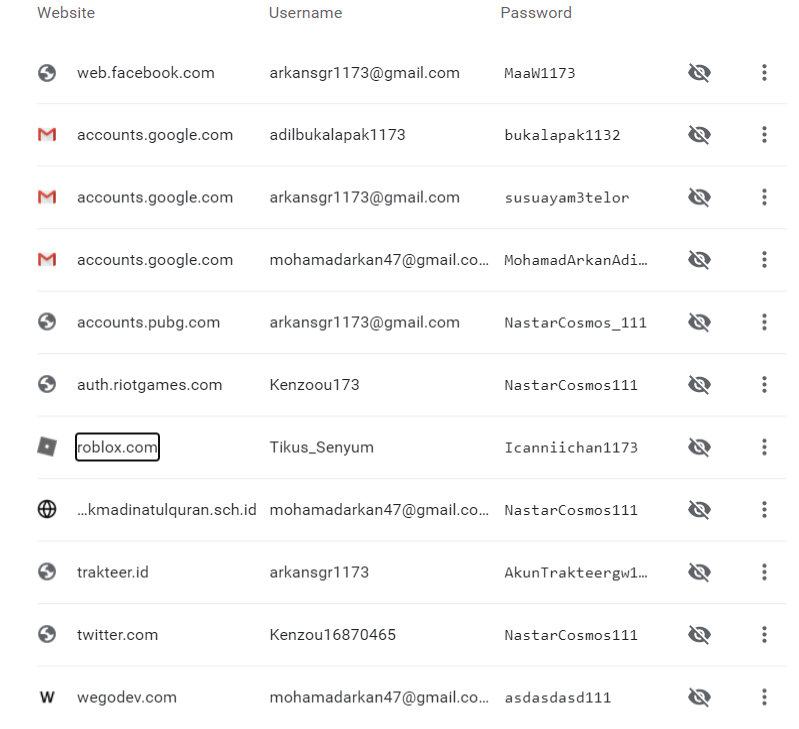 Website Username Password
web.facebook.com arkansgr1173@gmail.com MaaW1173
accounts.google.com adilbukalapak1173 bukalapak1132
accounts.google.com arkansgr1173@gmail.com susuayam3telor
accounts.google.com mohamadarkan47@gmail.co... MohamadArkanAdi…
accounts.pubg.com arkansgr1173@gmail.com NastarCosmos_111
auth.riotgames.com Kenzoou173 NastarCosmos111
roblox.com Tikus_Senyum Icanniichan1173
...kmadinatulquran.sch.id mohamadarkan47@gmail.co... NastarCosmos111
trakteer.id arkansgr1173 AkunTrakteergw1…
twitter.com Kenzou16870465 NastarCosmos111
W wegodev.com mohamadarkan47@gmail.co... asdasdasd111